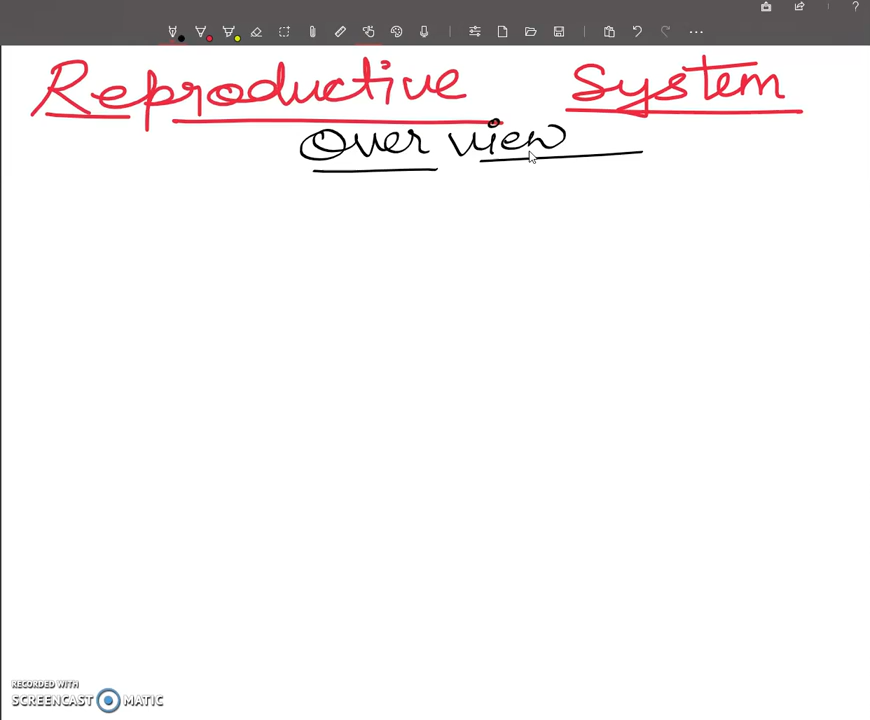 Reproductive System
Over view
RECORDED WITH
SCREENCAST MATIC